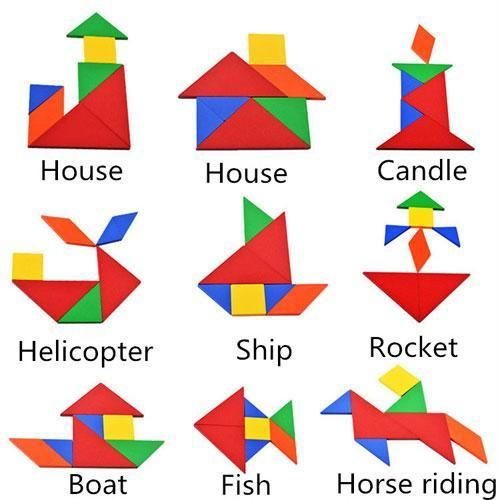 House
House
Candle
Helicopter
Ship
Rocket
Boat
Fish
Horse riding